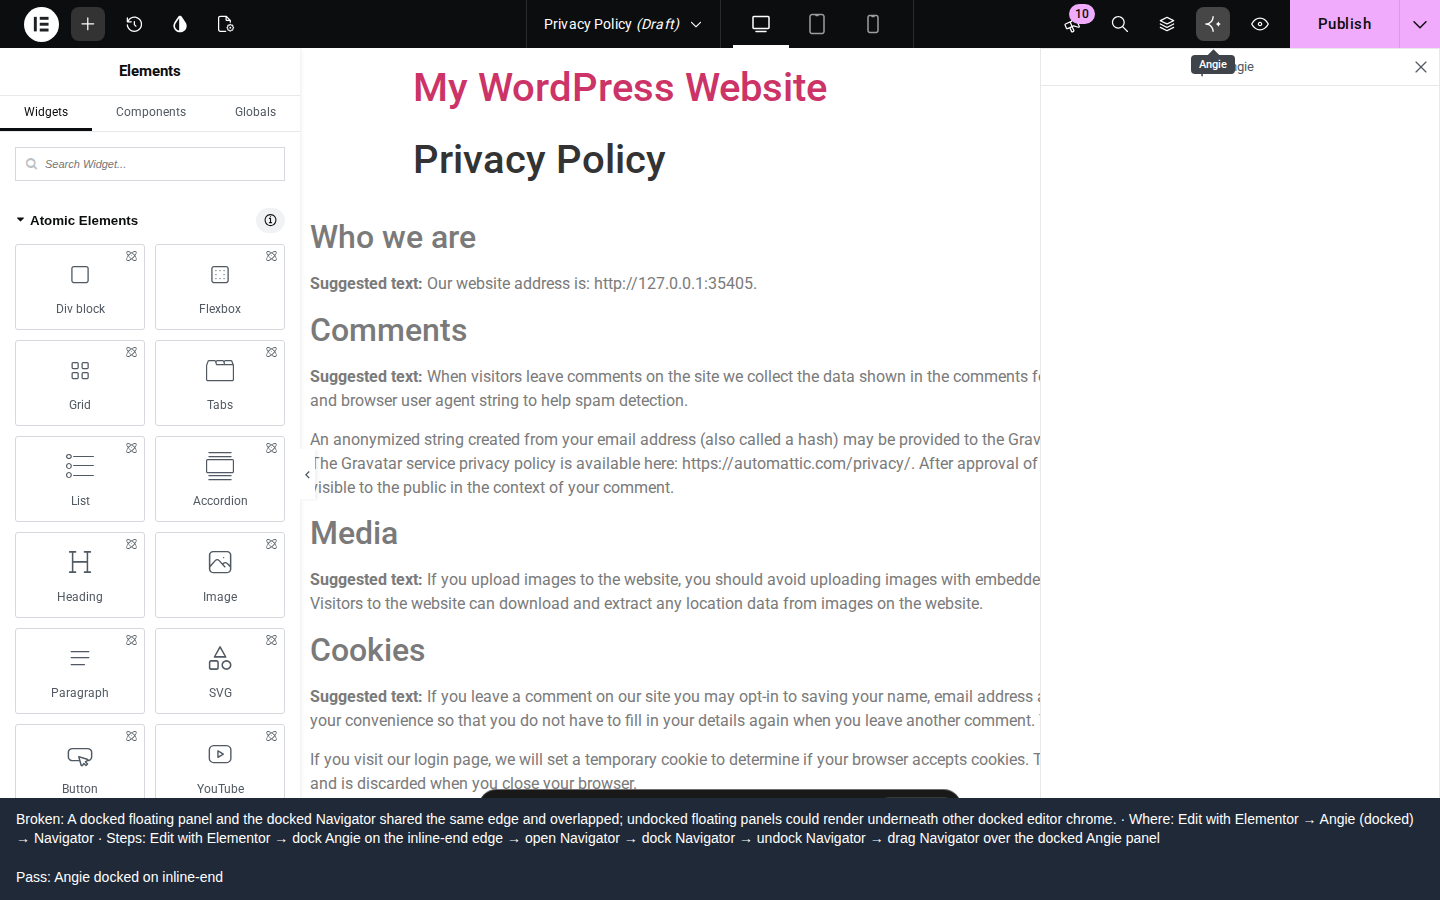 Privacy Policy (Draft)
10
Publish
Elements
Angie
Widgets
Components
Globals
Search Widget...
Atomic Elements
Div block
Flexbox
Grid
Tabs
List
Accordion
Heading
Image
Paragraph
SVG
Button
YouTube
My WordPress Website
Privacy Policy
Who we are
Suggested text: Our website address is: http://127.0.0.1:35405.
Comments
Suggested text: When visitors leave comments on the site we collect the data shown in the comments
and browser user agent string to help spam detection.
An anonymized string created from your email address (also called a hash) may be provided to the
The Gravatar service privacy policy is available here: https://automattic.com/privacy/. After approval of
visible to the public in the context of your comment.
Media
Suggested text: If you upload images to the website, you should avoid uploading images with
Visitors to the website can download and extract any location data from images on the website.
Cookies
Suggested text: If you leave a comment on our site you may opt-in to saving your name, email address
your convenience so that you do not have to fill in your details again when you leave another comment.
If you visit our login page, we will set a temporary cookie to determine if your browser accepts cookies.
and is discarded when you close your browser.
Broken: A docked floating panel and the docked Navigator shared the same edge and overlapped; undocked floating panels could render underneath other docked editor chrome. · Where: Edit with Elementor → Angie (docked)
→ Navigator · Steps: Edit with Elementor → dock Angie on the inline-end edge → open Navigator → dock Navigator → undock Navigator → drag Navigator over the docked Angie panel
Pass: Angie docked on inline-end